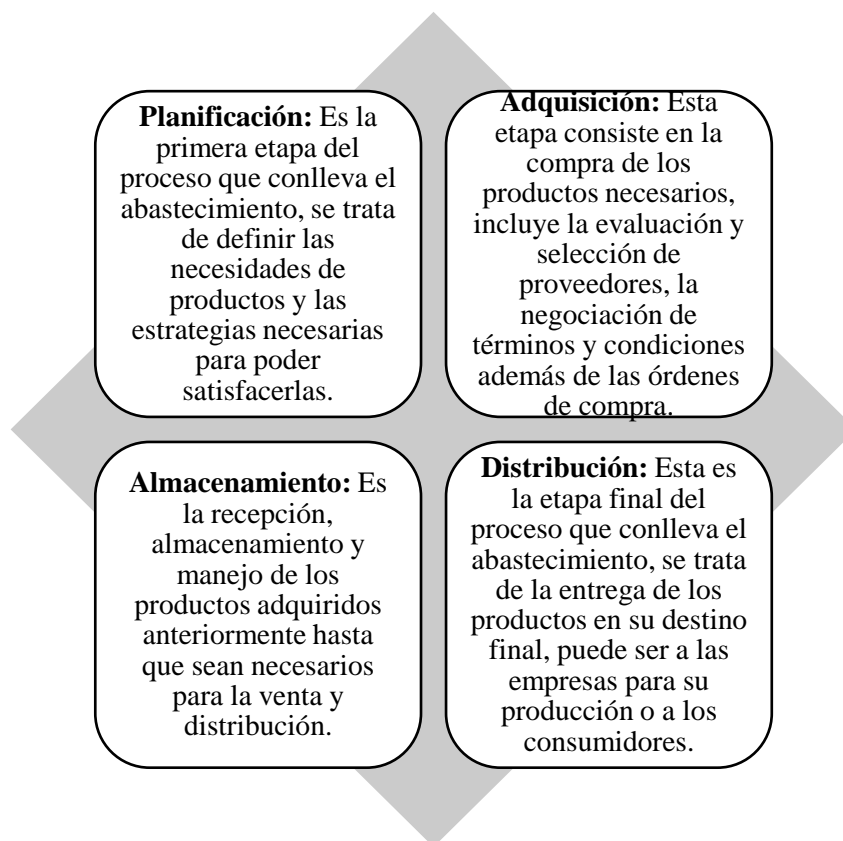 Planificación: Es la
primera etapa del
proceso que conlleva el
abastecimiento, se trata
de definir las
necesidades de
productos y las
estrategias necesarias
para poder
satisfacerlas.
Adquisición: Esta
etapa consiste en la
compra de los
productos necesarios,
incluye la evaluación y
selección de
proveedores, la
negociación de
términos y condiciones
además de las órdenes
de compra.
Almacenamiento: Es
la recepción,
almacenamiento y
manejo de los
productos adquiridos
anteriormente hasta
que sean necesarios
para la venta y
distribución.
Distribución: Esta es
la etapa final del
proceso que conlleva el
abastecimiento, se trata
de la entrega de los
productos en su destino
final, puede ser a las
empresas para su
producción o a los
consumidores.